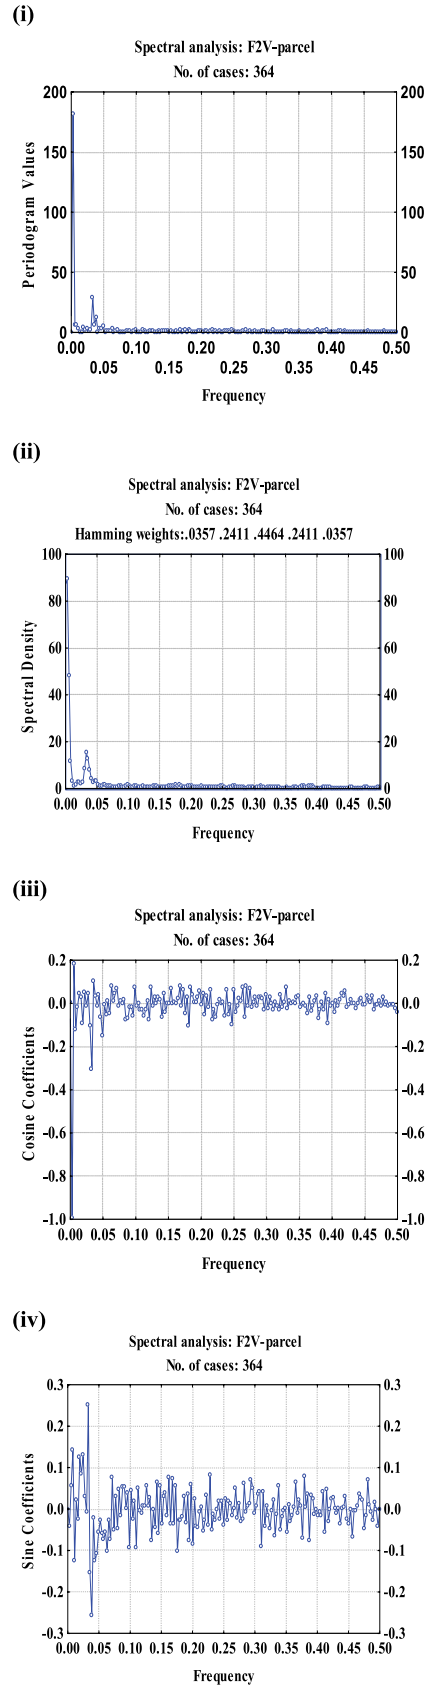 (i)
Spectral analysis: F2V-parcel
No. of cases: 364
200 200
150 150
100 100
50 50
0 0
Periodogram Values
0.00 0.10 0.20 0.30 0.40 0.50
0.05 0.15 0.25 0.35 0.45
Frequency
(ii)
Spectral analysis: F2V-parcel
No. of cases: 364
Hamming weights:.0357 .2411 .4464 .2411 .0357
100 100
80 80
60 60
40 40
20 20
0 0
Spectral Density
0.00 0.05 0.10 0.15 0.20 0.25 0.30 0.35 0.40 0.45 0.50
Frequency
(iii)
Spectral analysis: F2V-parcel
No. of cases: 364
0.2 0.2
0.0 0.0
-0.2 -0.2
-0.4 -0.4
-0.6 -0.6
-0.8 -0.8
-1.0 -1.0
Cosine Coefficients
0.00 0.05 0.10 0.15 0.20 0.25 0.30 0.35 0.40 0.45 0.50
Frequency
(iv)
Spectral analysis: F2V-parcel
No. of cases: 364
0.3 0.3
0.2 0.2
0.1 0.1
0.0 0.0
-0.1 -0.1
-0.2 -0.2
-0.3 -0.3
Sine Coefficients
0.00 0.05 0.10 0.15 0.20 0.25 0.30 0.35 0.40 0.45 0.50
Frequency